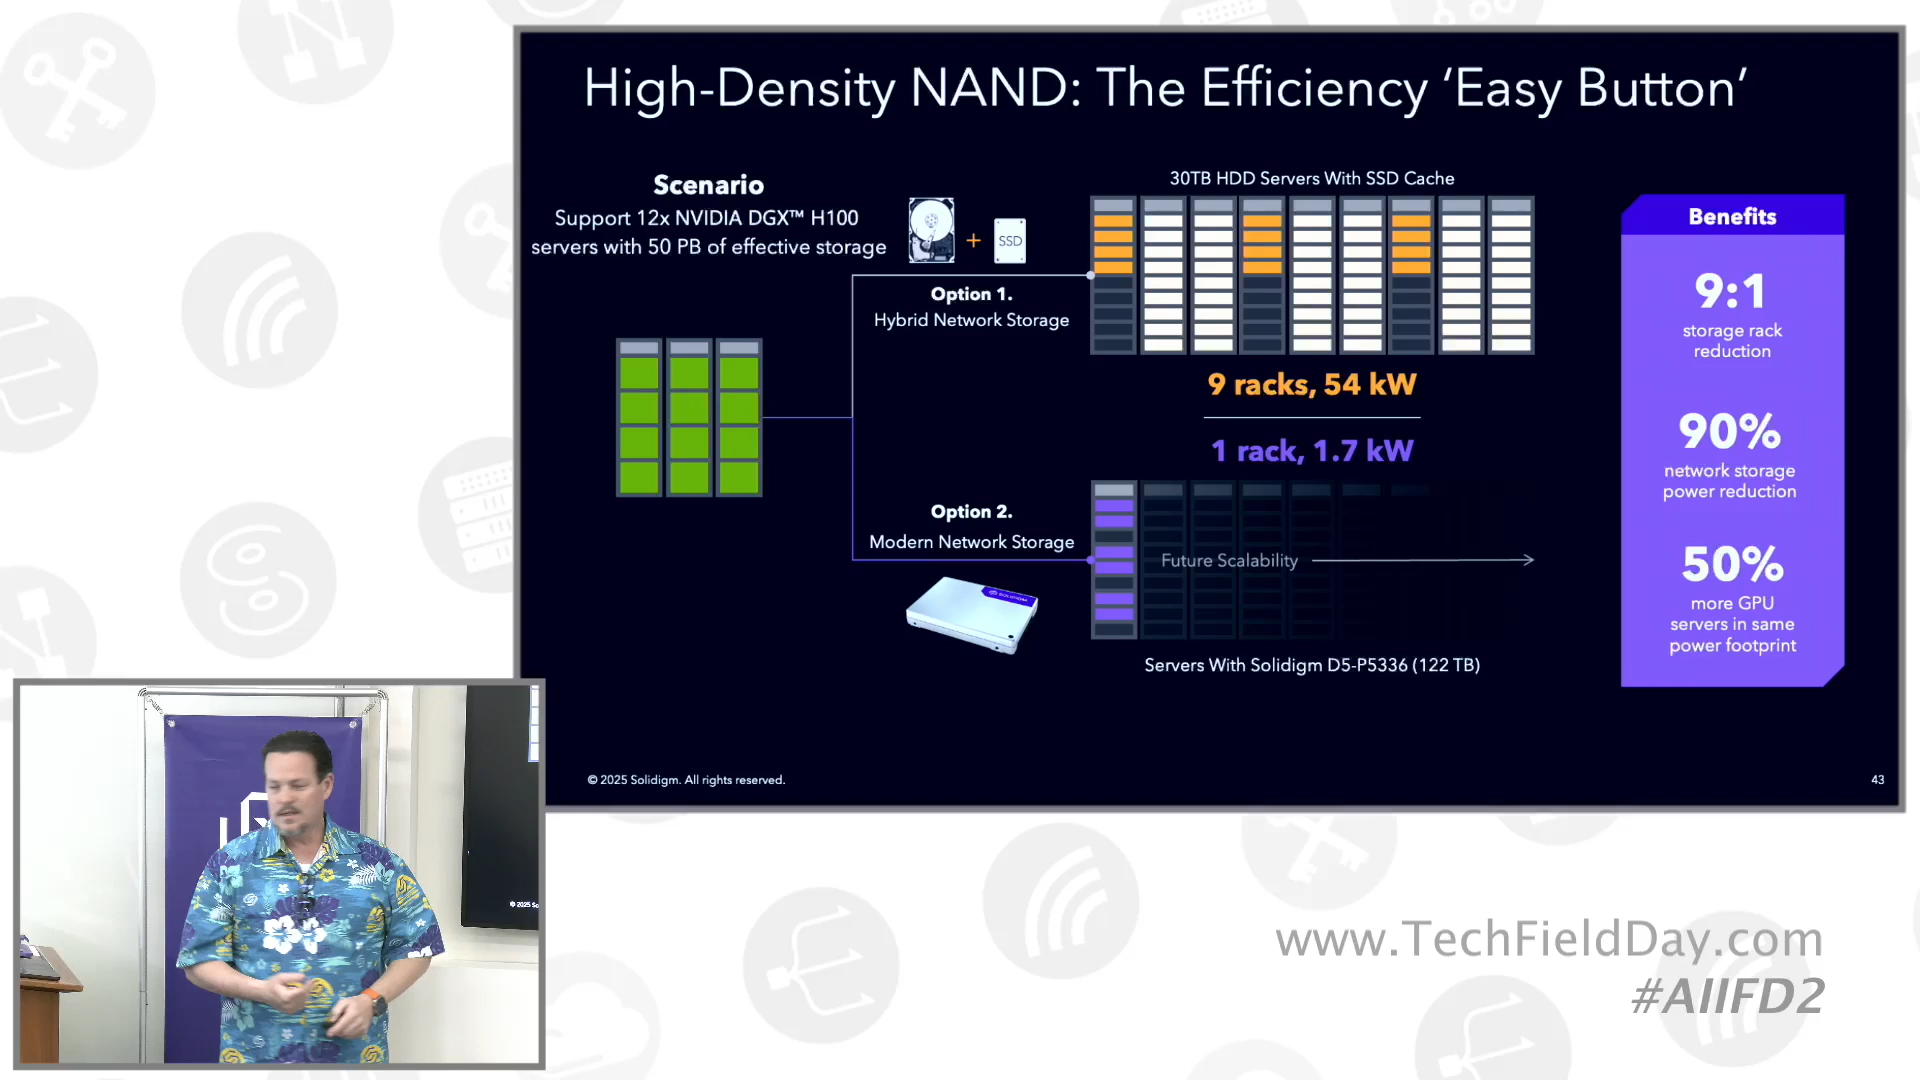 High-Density NAND: The Efficiency ‘Easy Button’
Scenario
Support 12x NVIDIA DGX™ H100
servers with 50 PB of effective storage
SSD
Option 1.
Hybrid Network Storage
30TB HDD Servers With SSD Cache
9 racks, 54 kW
1 rack, 1.7 kW
Option 2.
Modern Network Storage
SOLIDIGM
Future Scalability
Servers With Solidigm D5-P5336 (122 TB)
Benefits
9:1
storage rack
reduction
90%
network storage
power reduction
50%
more GPU
servers in same
power footprint
© 2025 Solidigm. All rights reserved.
43
© 2025 So
www.TechFieldDay.com
#AIIFD2